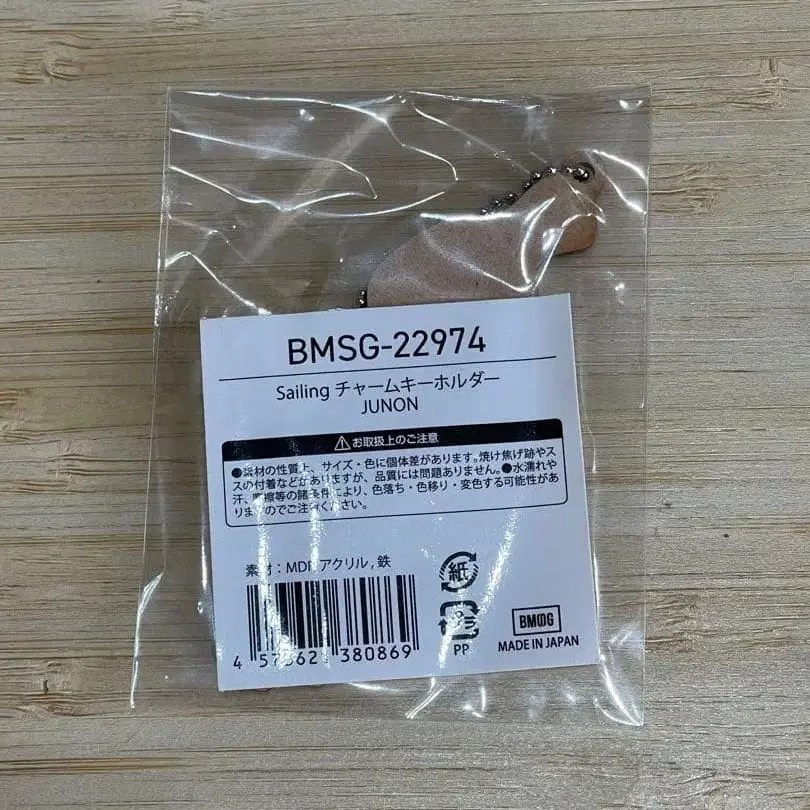 BMSG-22974
Sailing チャームキーホルダー
JUNON
⚠お取扱上のご注意
●素材の性質上、サイズ・色に個体差があります。焼け焦げ跡やス
スの付着などがありますが、品質には問題ありません。●水濡れや
汗、摩擦等の諸条件により、色落ち・色移り・変色する可能性があ
りますのでご注意ください。
素材：MDF,アクリル,鉄
紙
プラ
PP
BMSG
MADE IN JAPAN
380869